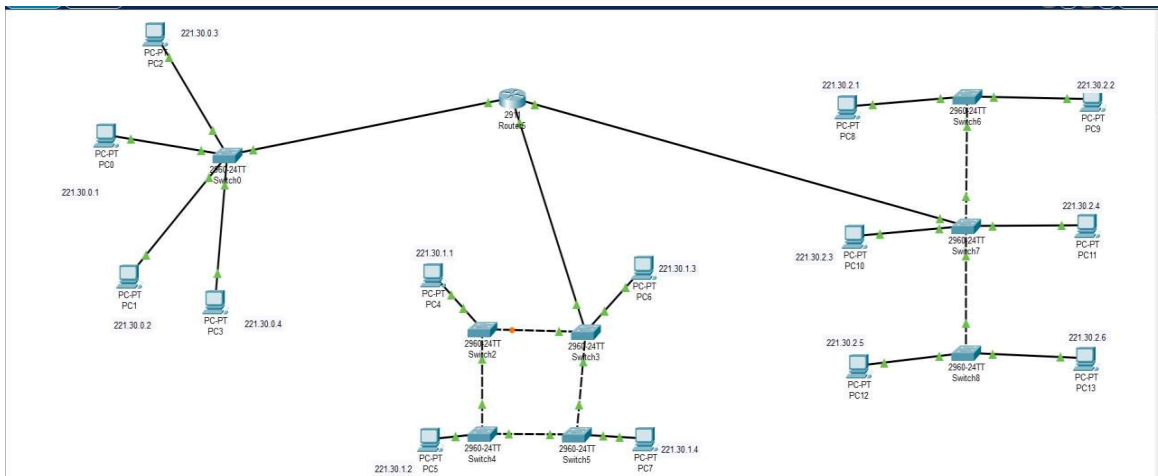 221.30.0.3
PC-PT
PC2
PC-PT
PC0
221.30.0.1
2960-24TT
Switch0
PC-PT
PC1
221.30.0.2
PC-PT
PC3
221.30.0.4
291
221.30.1.1
PC-PT
PC4
221.30.1.3
PC-PT
PC6
2960-24TT
Switch2
2960-24TT
Switch3
PC-PT
PC5
221.30.1.2
2960-24TT
Switch4
2960-24TT
Switch5
PC-PT
PC7
221.30.1.4
221.30.2.1
PC-PT
PC8
2960-24TT
Switch6
221.30.2.2
PC-PT
PC9
221.30.2.3
PC-PT
PC10
2960-24TT
Switch7
221.30.2.4
PC-PT
PC11
221.30.2.5
PC-PT
PC12
2960-24TT
Switch8
221.30.2.6
PC-PT
PC13